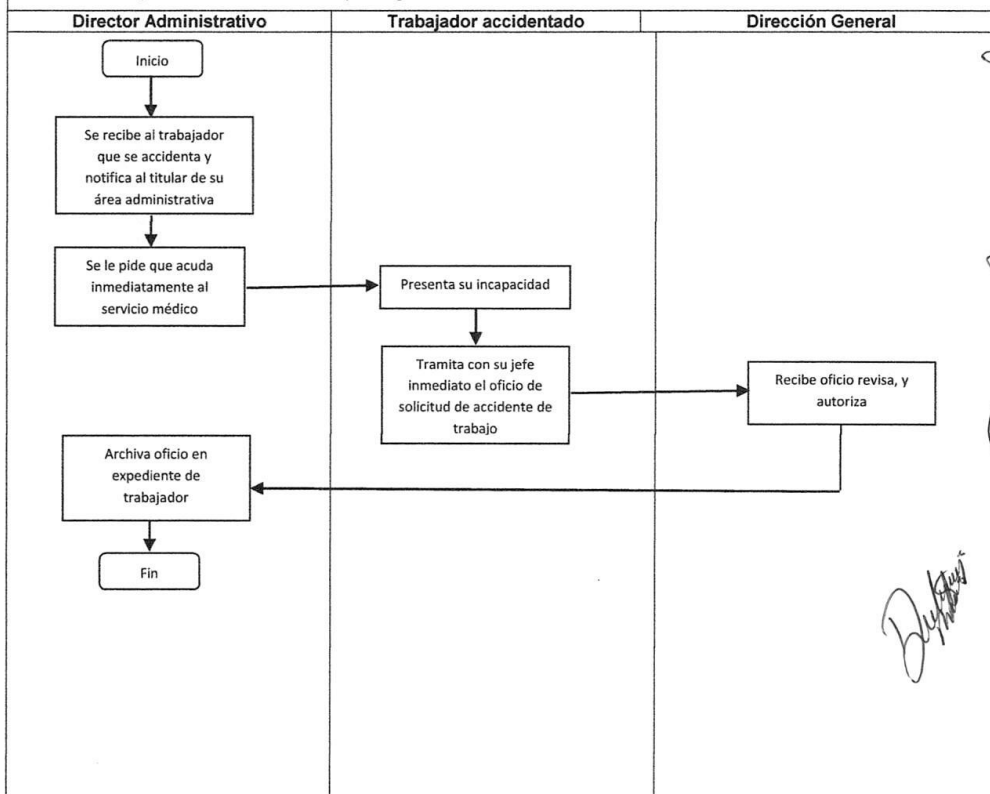 Director Administrativo
Trabajador accidentado
Dirección General
Inicio
Se recibe al trabajador
que se accidenta y
notifica al titular de su
área administrativa
Se le pide que acuda
inmediatamente al
servicio médico
Presenta su incapacidad
Tramita con su jefe
inmediato el oficio de
solicitud de accidente de
trabajo
Recibe oficio revisa, y
autoriza
Archiva oficio en
expediente de
trabajador
Fin